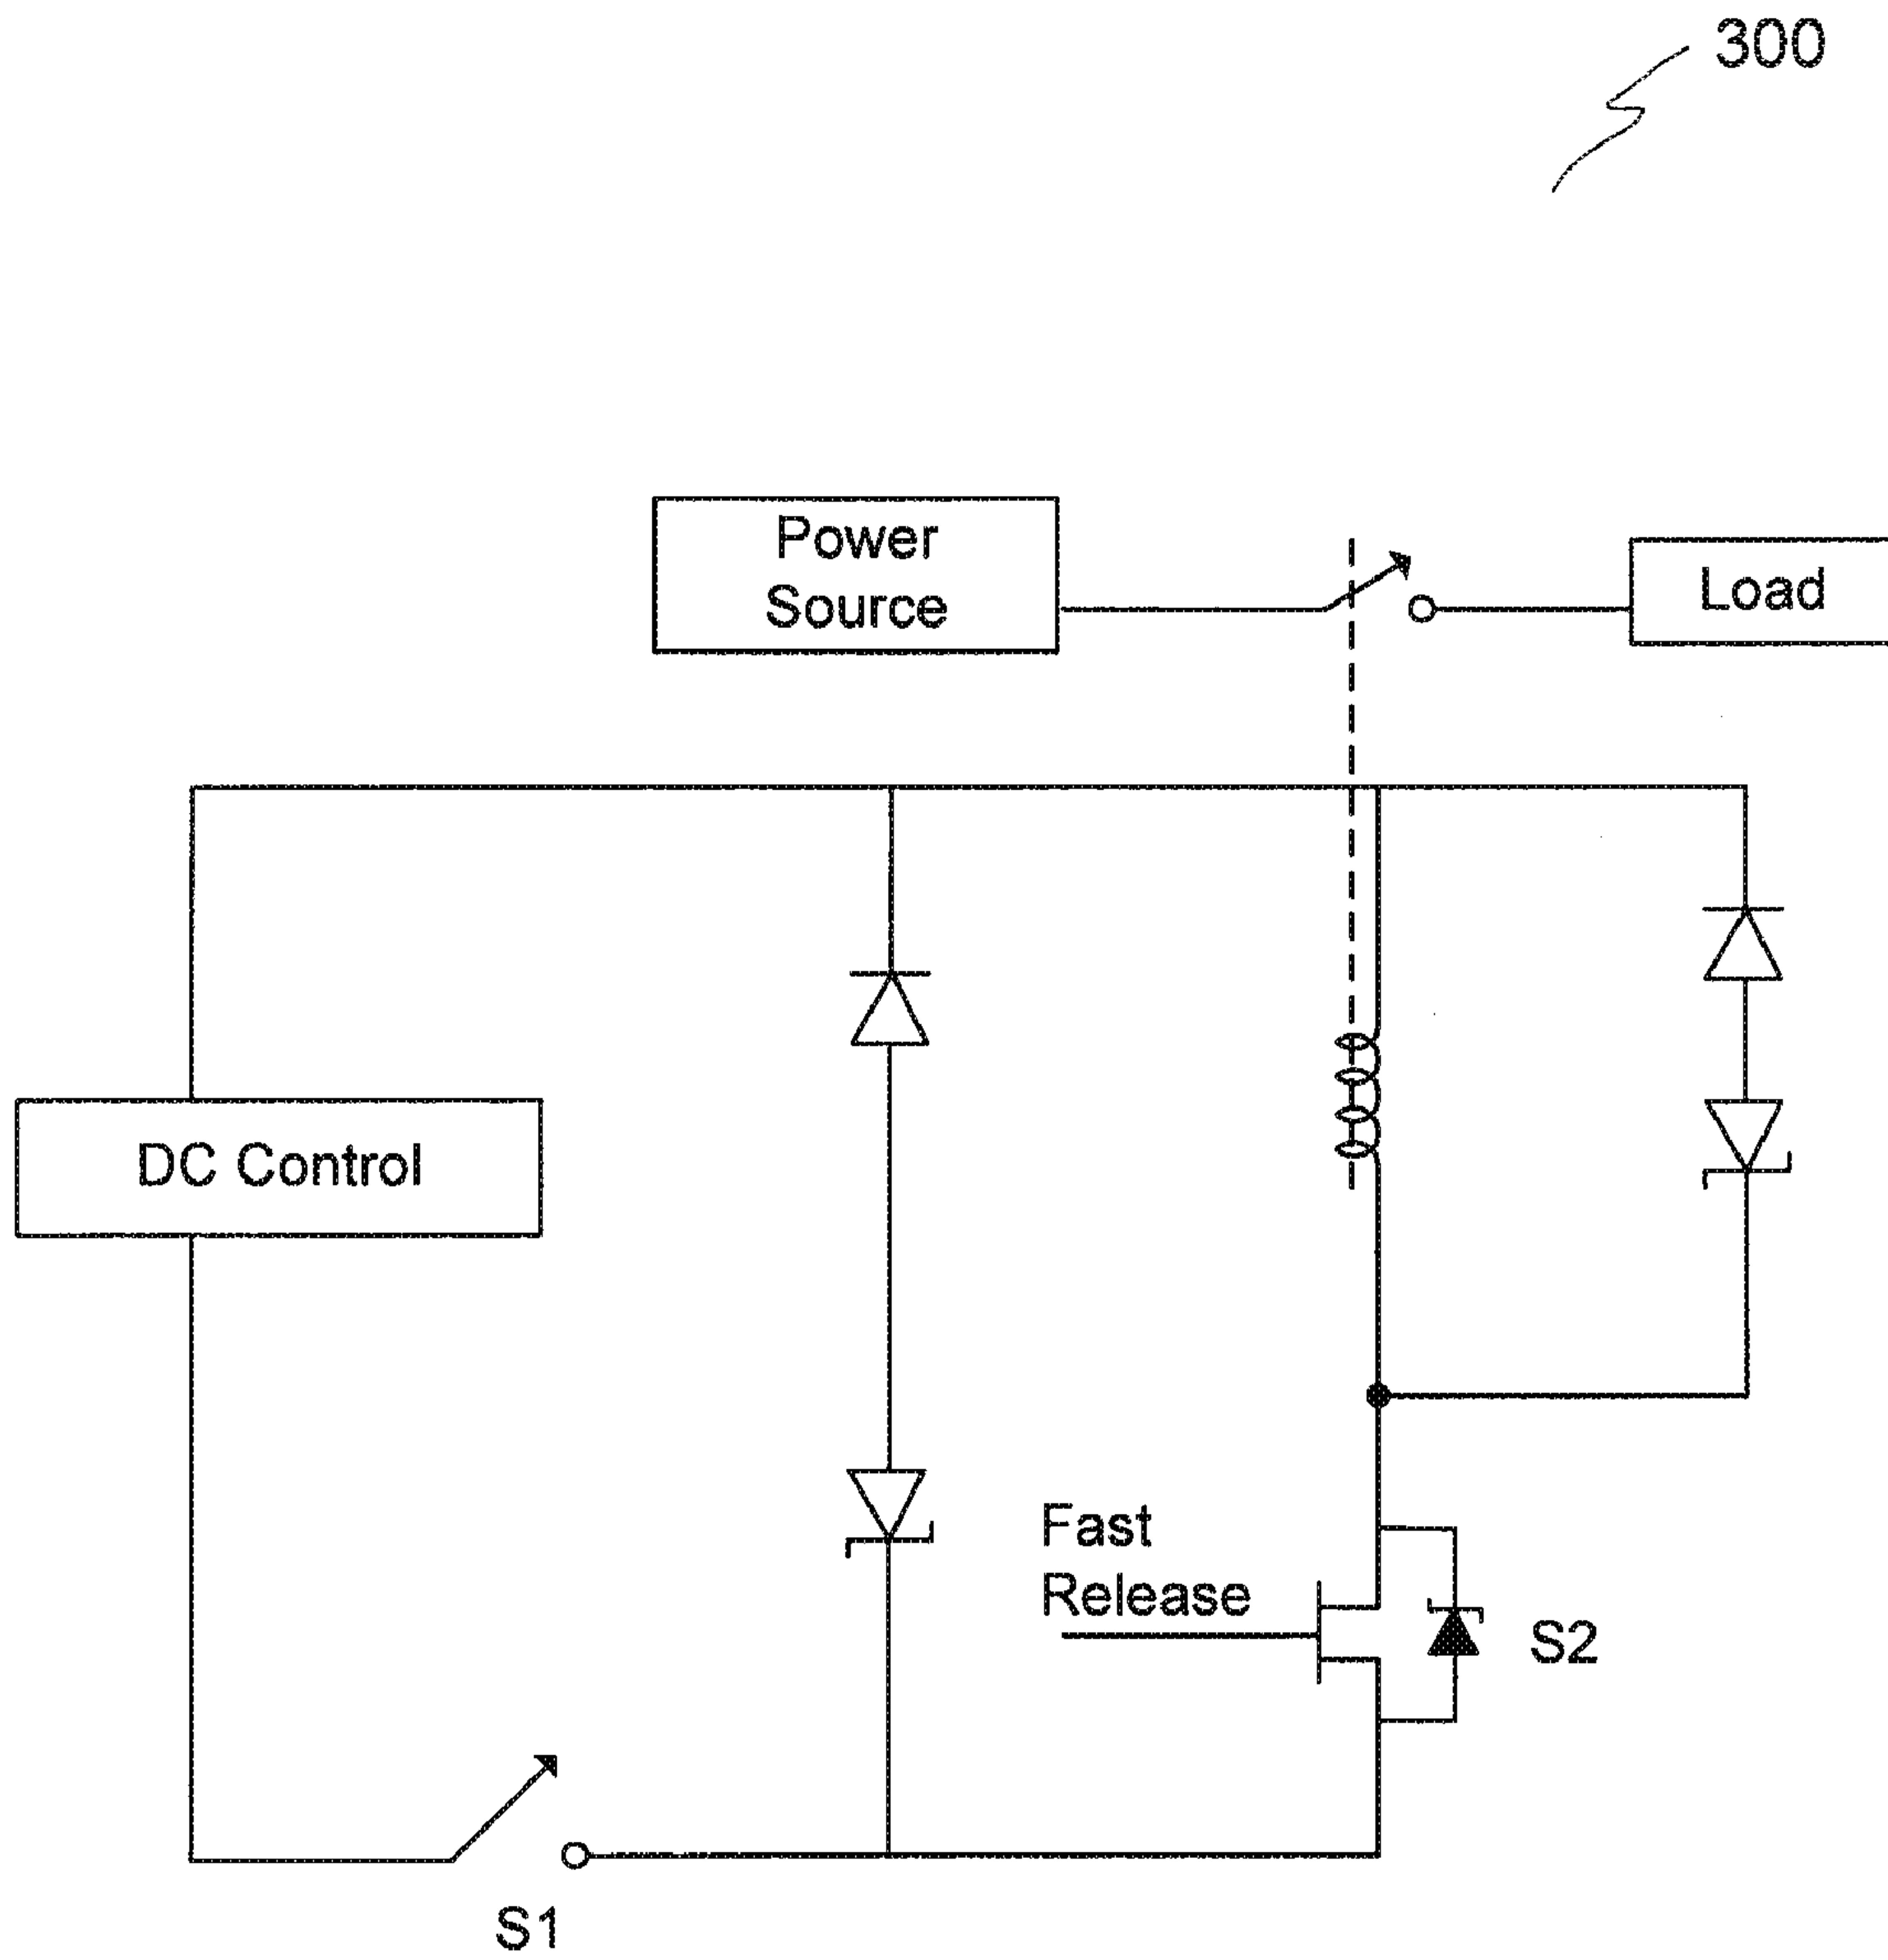 300
Power
Source
Load
DC Control
Fast
Release
S2
S1